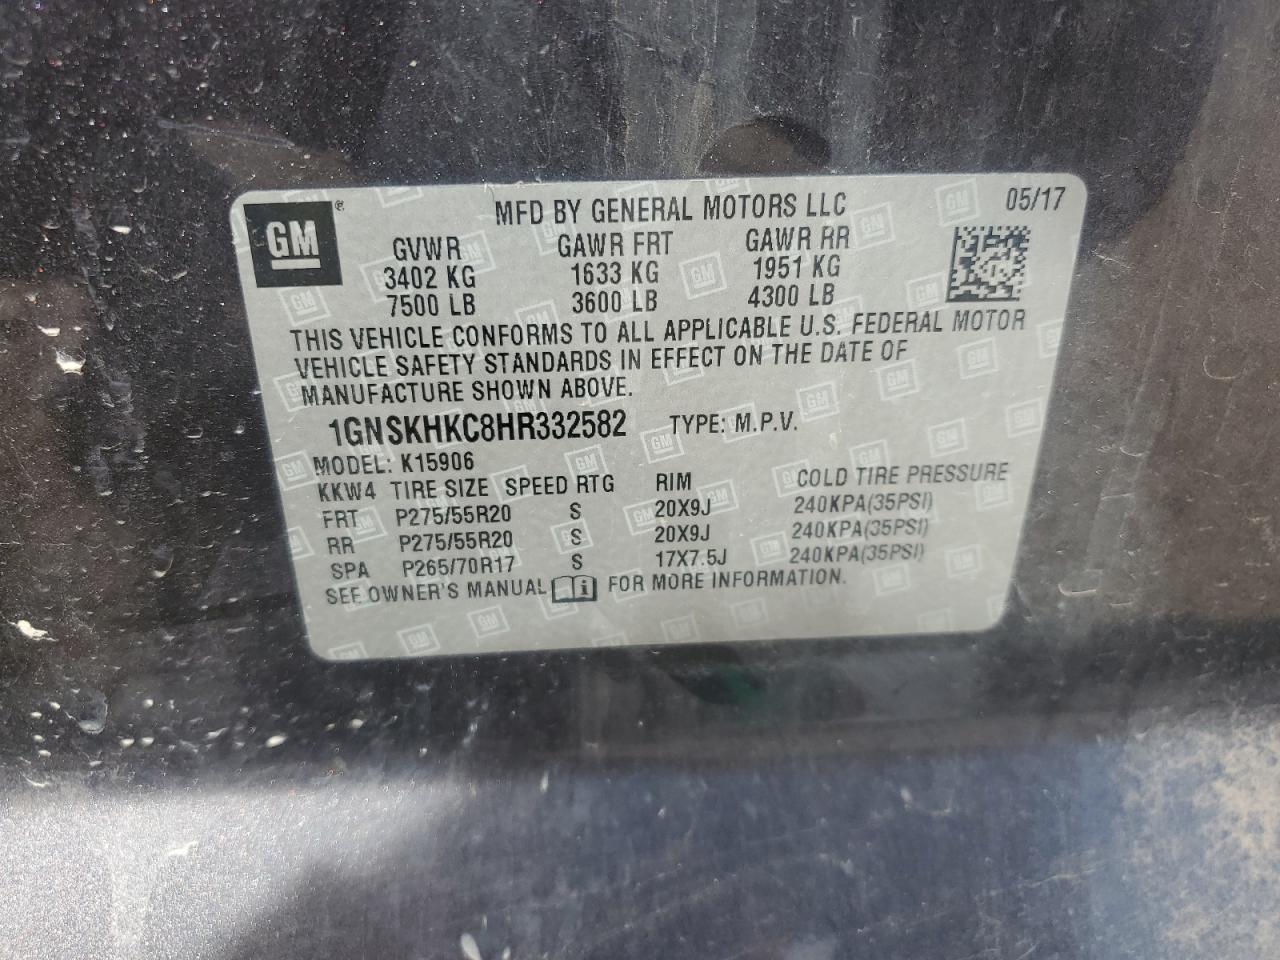 GM ®
MFD BY GENERAL MOTORS LLC 05/17
GVWR GAWR FRT GAWR RR
3402 KG 1633 KG 1951 KG
7500 LB 3600 LB 4300 LB
THIS VEHICLE CONFORMS TO ALL APPLICABLE U.S. FEDERAL MOTOR
VEHICLE SAFETY STANDARDS IN EFFECT ON THE DATE OF
MANUFACTURE SHOWN ABOVE.
1GNSKHKC8HR332582 TYPE: M.P.V.
MODEL: K15906
KKW4 TIRE SIZE SPEED RTG RIM COLD TIRE PRESSURE
FRT P275/55R20 S 20X9J 240KPA(35PSI)
RR P275/55R20 S 20X9J 240KPA(35PSI)
SPA P265/70R17 S 17X7.5J 240KPA(35PSI)
SEE OWNER'S MANUAL i FOR MORE INFORMATION.